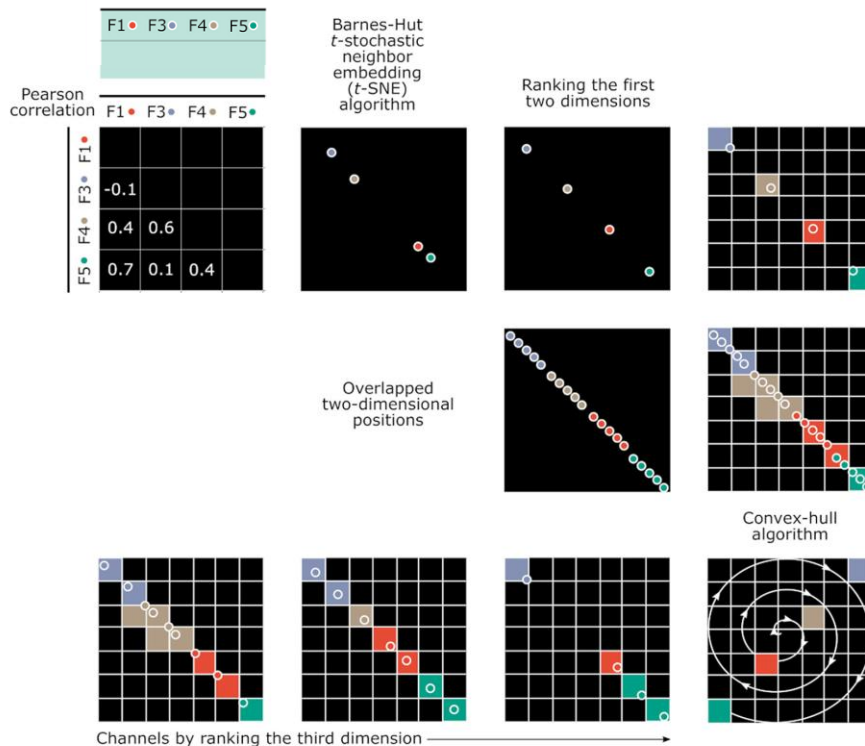 F1 F3 F4 F5
Barnes-Hut
t-stochastic
neighbor
embedding
(t-SNE)
algorithm
Ranking the first
two dimensions
Pearson
correlation
F1 F3 F4 F5
F1
F3
-0.1
F4
0.4 0.6
F5
0.7 0.1 0.4
Overlapped
two-dimensional
positions
Convex-hull
algorithm
Channels by ranking the third dimension